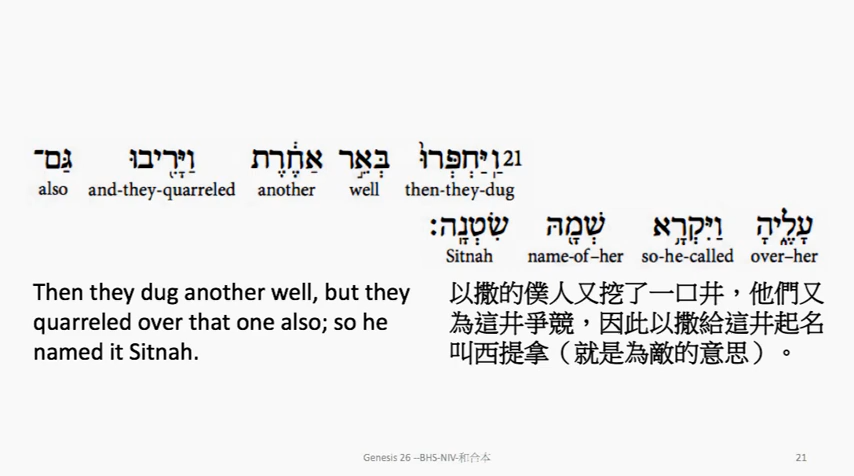 21 וַֽיַּחְפְּרוּ֙ בְּאֵ֣ר אַחֶ֔רֶת וַיָּרִ֖יבוּ גַּם־
also and-they-quarreled another well then-they-dug
עָלֶ֑יהָ וַיִּקְרָ֥א שְׁמָ֖הּ שִׂטְנָֽה׃
Sitnah name-of–her so-he-called over–her
Then they dug another well, but they
quarreled over that one also; so he
named it Sitnah.
以撒的僕人又挖了一口井，他們又
為這井爭競，因此以撒給這井起名
叫西提拿（就是為敵的意思）。
Genesis 26 --BHS-NIV-和合本
21